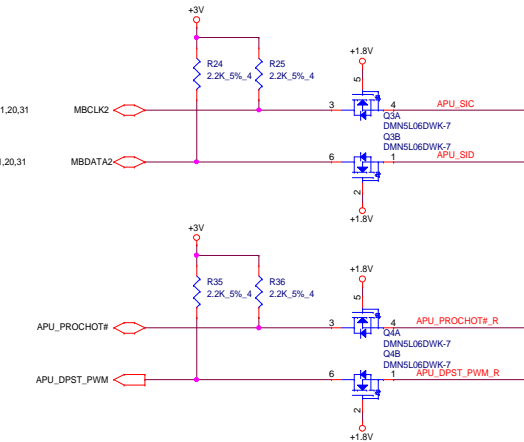 +3V
R24
2.2K_5%_4
R25
2.2K_5%_4
+1.8V
5
1,20,31
MBCLK2
3
4
APU_SIC
Q3A
DMN5L06DWK-7
Q3B
DMN5L06DWK-7
,20,31
MBDATA2
6
1
APU_SID
2
+1.8V
+3V
R35
2.2K_5%_4
R36
2.2K_5%_4
+1.8V
5
APU_PROCHOT#
3
4
APU_PROCHOT#_R
Q4A
DMN5L06DWK-7
Q4B
DMN5L06DWK-7
APU_DPST_PWM
6
1
APU_DPST_PWM_R
2
+1.8V